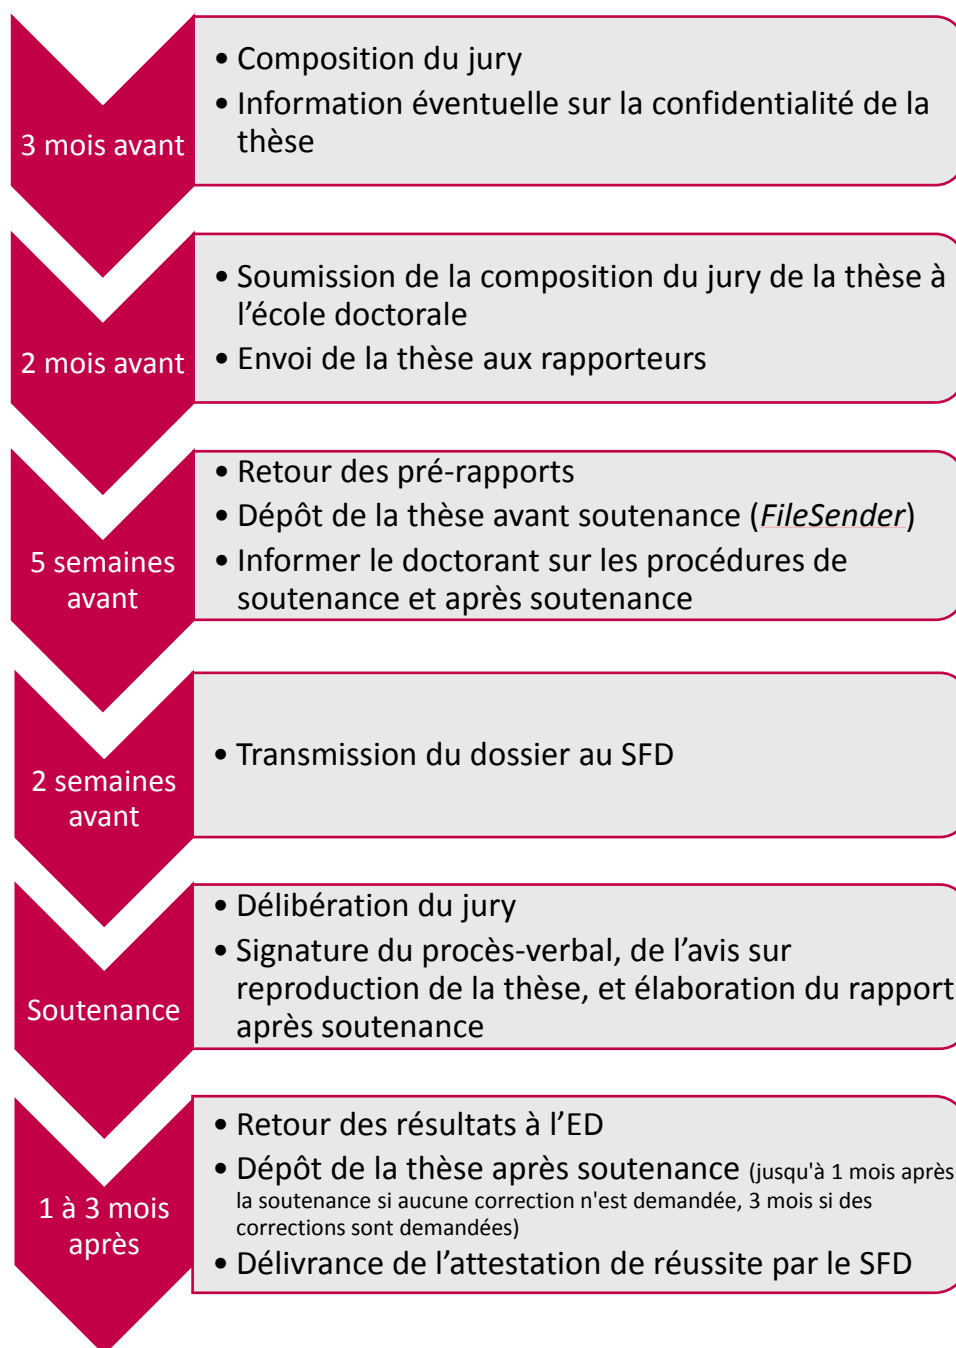 3 mois avant
• Composition du jury
• Information éventuelle sur la confidentialité de la
thèse
2 mois avant
• Soumission de la composition du jury de la thèse à
l’école doctorale
• Envoi de la thèse aux rapporteurs
5 semaines
avant
• Retour des pré-rapports
• Dépôt de la thèse avant soutenance (FileSender)
• Informer le doctorant sur les procédures de
soutenance et après soutenance
2 semaines
avant
• Transmission du dossier au SFD
Soutenance
• Délibération du jury
• Signature du procès-verbal, de l’avis sur
reproduction de la thèse, et élaboration du rapport
après soutenance
1 à 3 mois
après
• Retour des résultats à l’ED
• Dépôt de la thèse après soutenance (jusqu'à 1 mois après
la soutenance si aucune correction n'est demandée, 3 mois si des
corrections sont demandées)
• Délivrance de l’attestation de réussite par le SFD